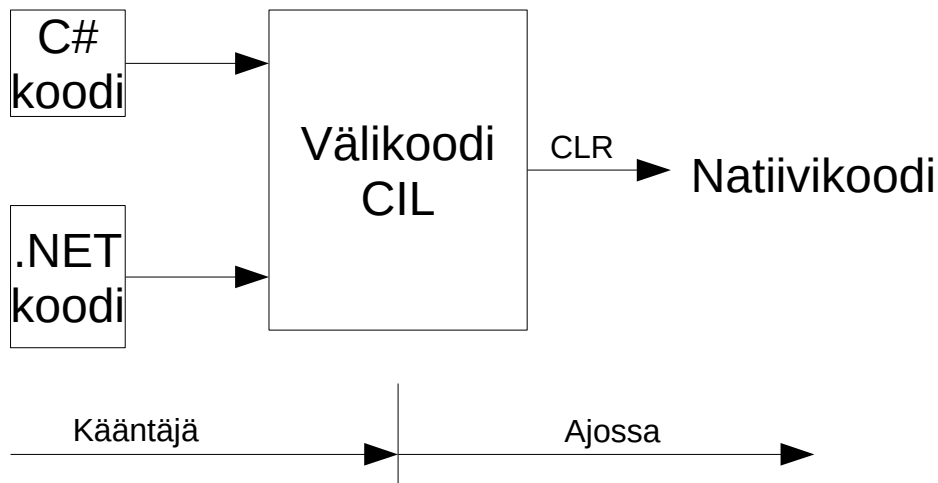 C#
koodi
Välikoodi
CIL
CLR
Natiivikoodi
.NET
koodi
Kääntäjä
Ajossa